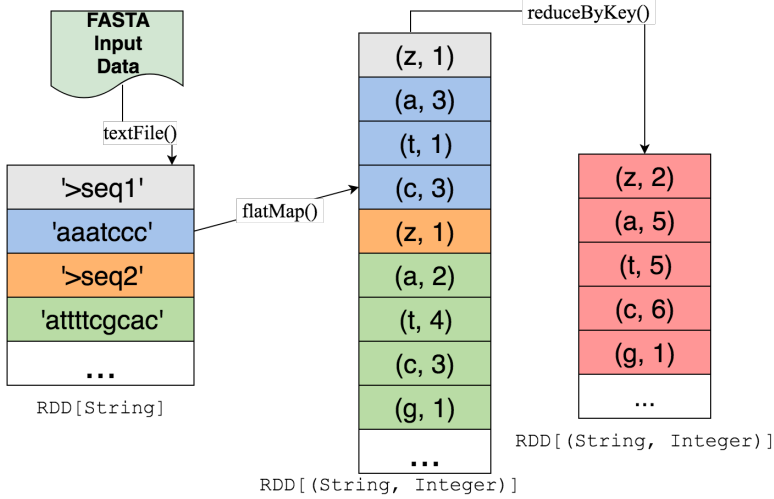 FASTA
Input
Data
textFile()
'>seq1'
'aaatccc'
'>seq2'
'attttcgcac'
...
RDD[String]
flatMap()
(z, 1)
(a, 3)
(t, 1)
(c, 3)
(z, 1)
(a, 2)
(t, 4)
(c, 3)
(g, 1)
...
RDD[(String, Integer)]
reduceByKey()
(z, 2)
(a, 5)
(t, 5)
(c, 6)
(g, 1)
...
RDD[(String, Integer)]